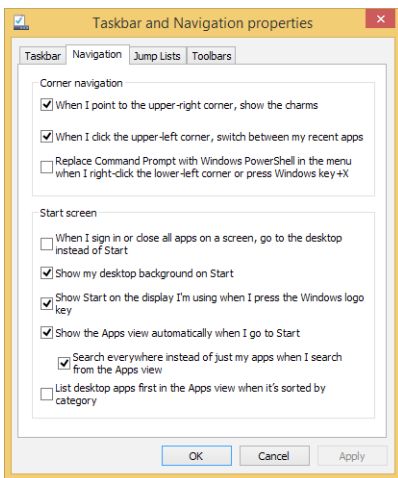 Taskbar and Navigation properties
Taskbar Navigation Jump Lists Toolbars
Corner navigation
When I point to the upper-right corner, show the charms
When I click the upper-left corner, switch between my recent apps
Replace Command Prompt with Windows PowerShell in the menu
when I right-click the lower-left corner or press Windows key+X
Start screen
When I sign in or close all apps on a screen, go to the desktop
instead of Start
Show my desktop background on Start
Show Start on the display I'm using when I press the Windows logo
key
Show the Apps view automatically when I go to Start
Search everywhere instead of just my apps when I search
from the Apps view
List desktop apps first in the Apps view when it's sorted by
category
OK Cancel Apply